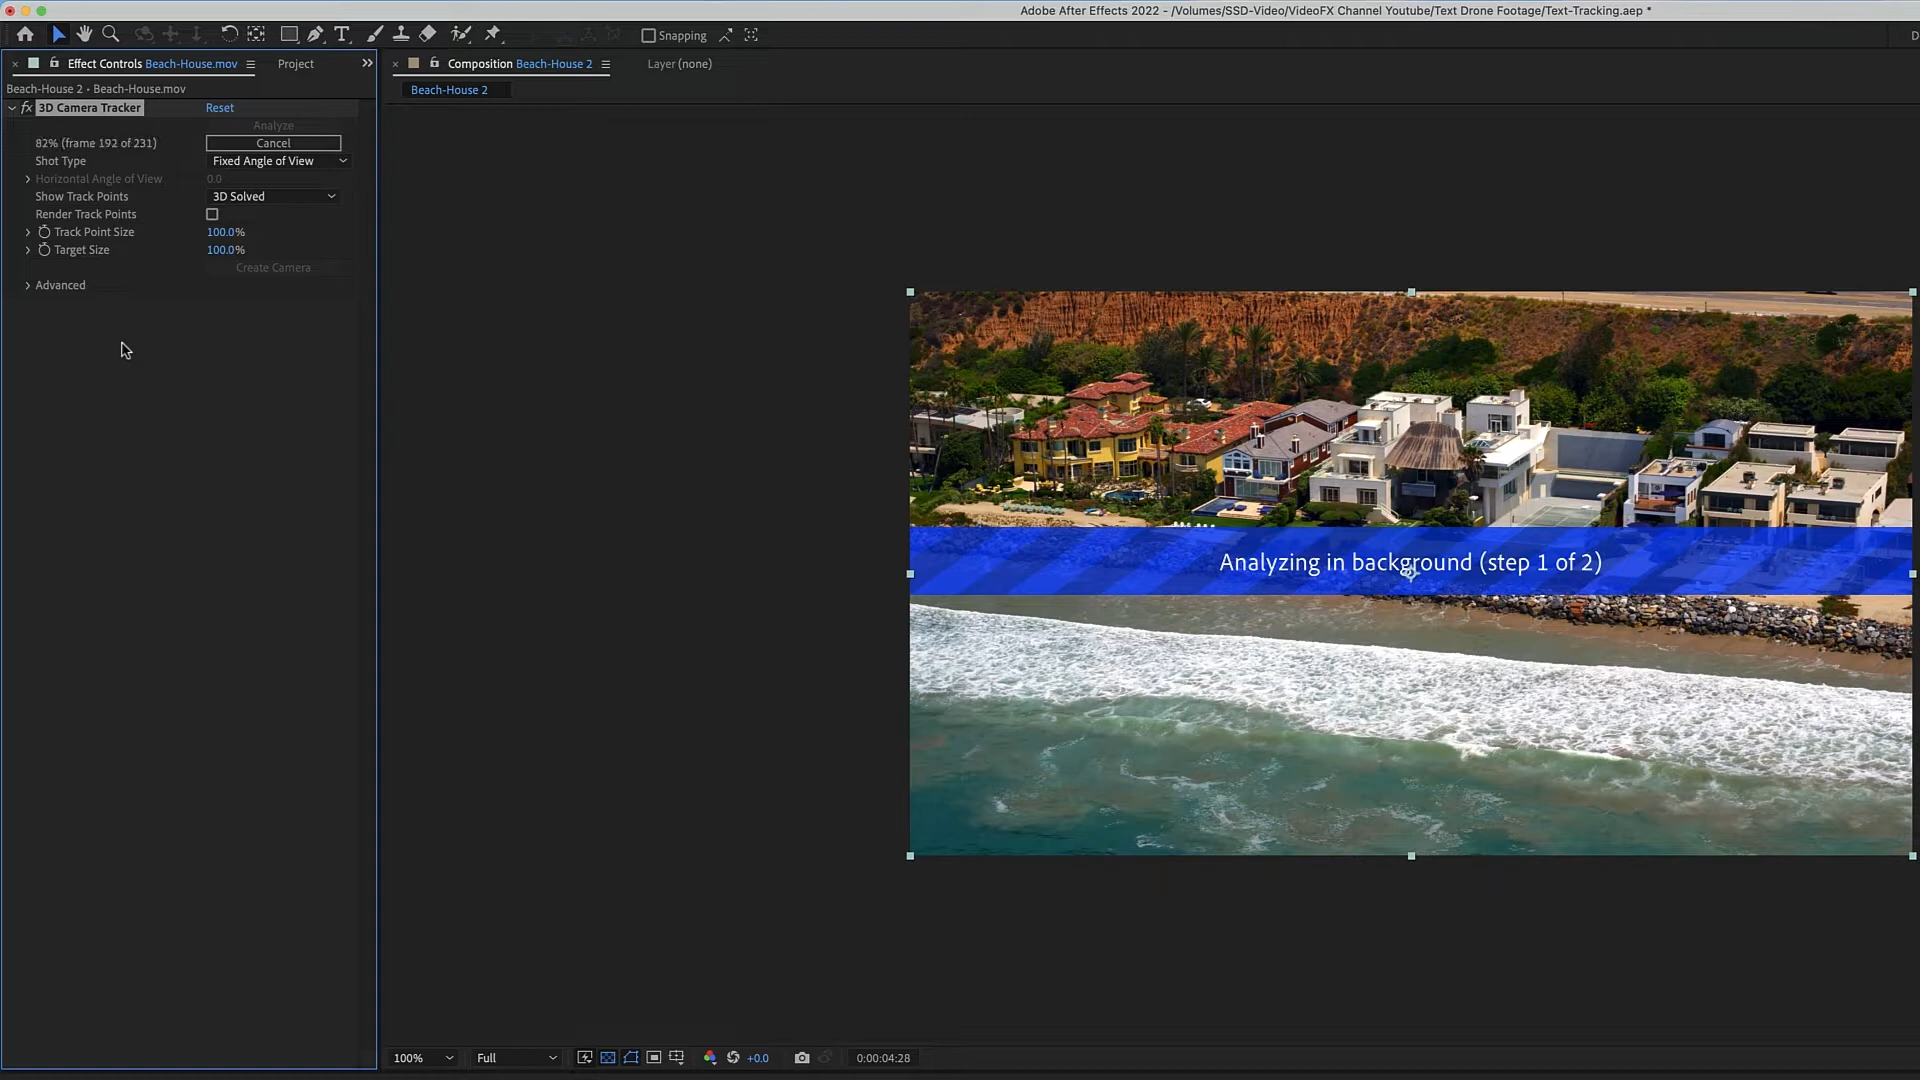 Adobe After Effects 2022 - /Volumes/SSD-Video/VideoFX Channel Youtube/Text Drone Footage/Text-Tracking.aep *
Snapping
D
Effect Controls Beach-House.mov
Project
Composition Beach-House 2
Layer (none)
Beach-House 2 • Beach-House.mov
Beach-House 2
fx 3D Camera Tracker
Reset
Analyze
82% (frame 192 of 231)
Cancel
Shot Type
Fixed Angle of View
Horizontal Angle of View
0.0
Show Track Points
3D Solved
Render Track Points
Track Point Size
100.0%
Target Size
100.0%
Create Camera
Advanced
Analyzing in background (step 1 of 2)
100%
Full
+0.0
0:00:04:28